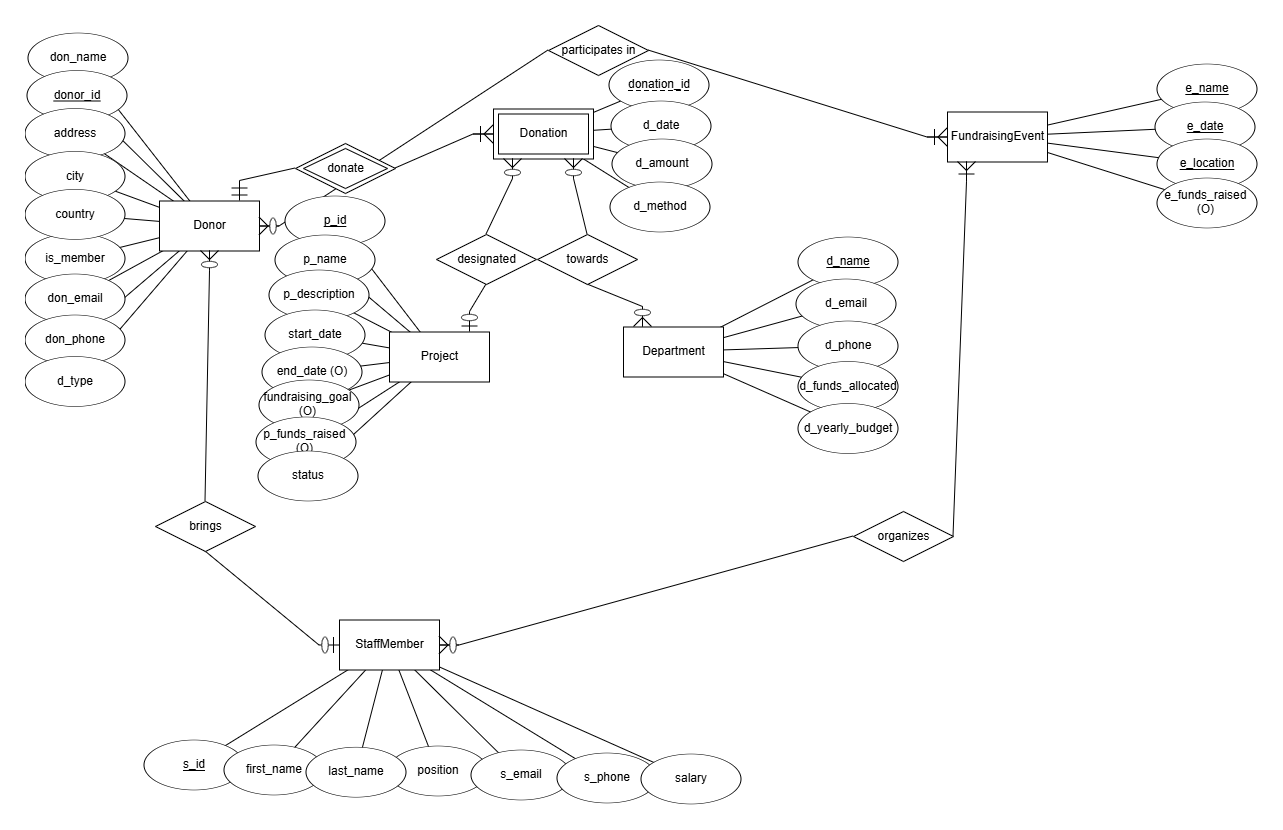 participates in
don_name
donor_id
address
city
country
is_member
don_email
don_phone
d_type
Donor
donate
Donation
donation_id
d_date
d_amount
d_method
FundraisingEvent
e_name
e_date
e_location
e_funds_raised
(O)
p_id
p_name
p_description
start_date
end_date (O)
fundraising_goal
(O)
p_funds_raised
(O)
status
Project
designated
towards
Department
d_name
d_email
d_phone
d_funds_allocated
d_yearly_budget
brings
organizes
StaffMember
s_id
first_name
last_name
position
s_email
s_phone
salary